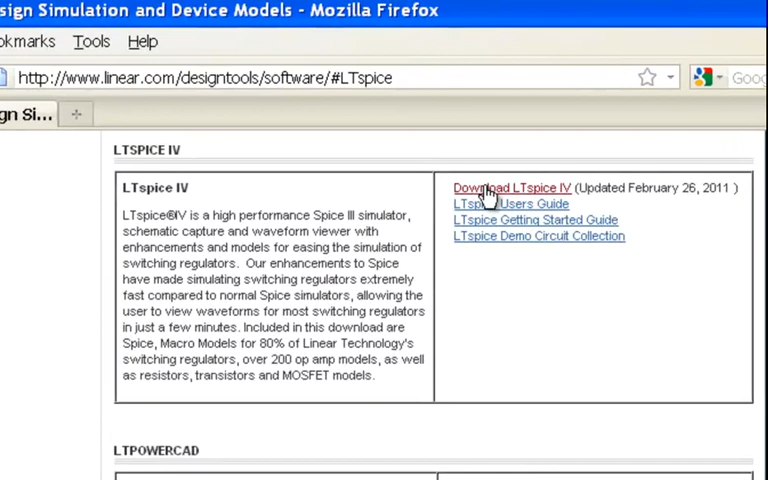 sign Simulation and Device Models - Mozilla Firefox
okmarks Tools Help
http://www.linear.com/designtools/software/#LTspice
Goo
gn Si...
LTSPICE IV
LTspice IV
LTspice®IV is a high performance Spice III simulator,
schematic capture and waveform viewer with
enhancements and models for easing the simulation of
switching regulators. Our enhancements to Spice
have made simulating switching regulators extremely
fast compared to normal Spice simulators, allowing the
user to view waveforms for most switching regulators
in just a few minutes. Included in this download are
Spice, Macro Models for 80% of Linear Technology's
switching regulators, over 200 op amp models, as well
as resistors, transistors and MOSFET models.
Download LTspice IV (Updated February 26, 2011 )
LTspice Users Guide
LTspice Getting Started Guide
LTspice Demo Circuit Collection
LTPOWERCAD